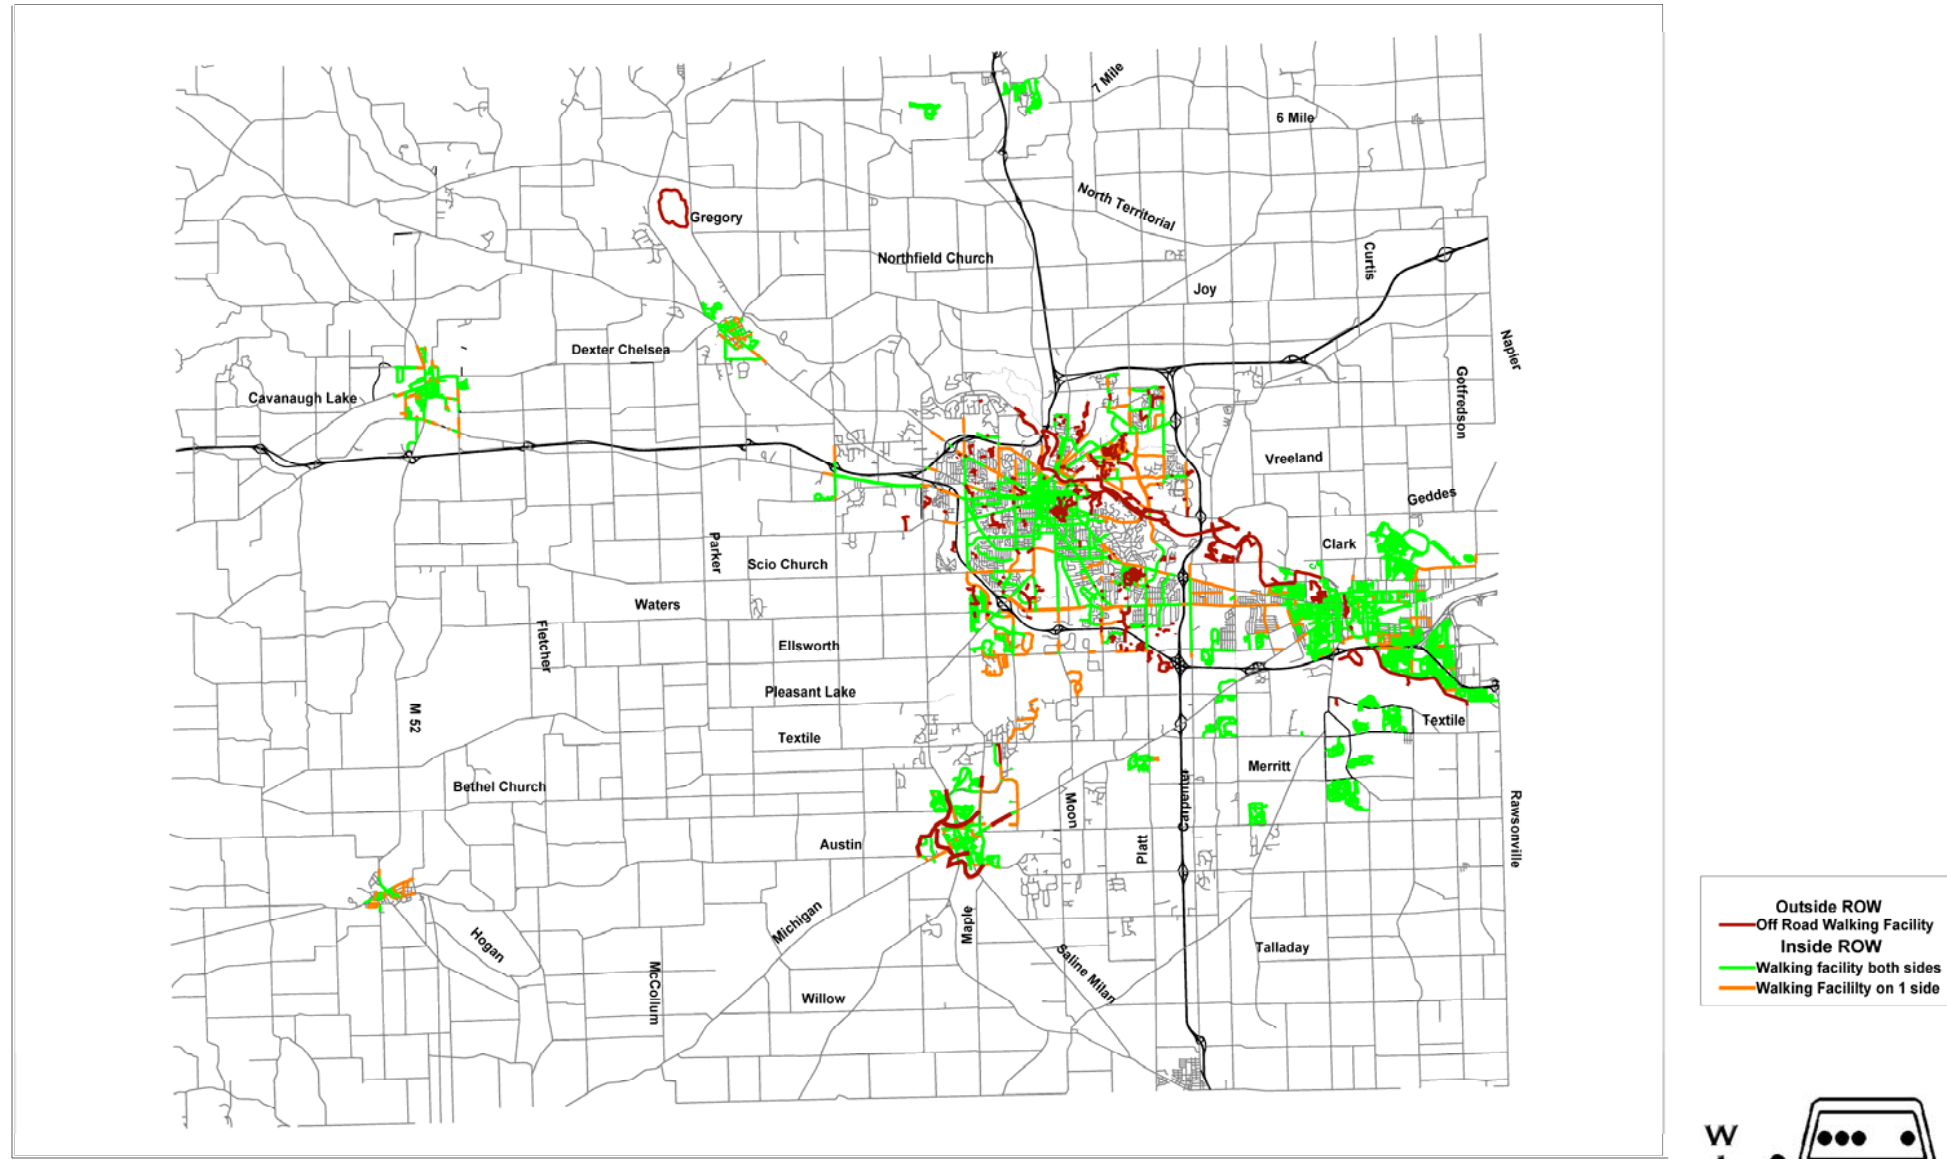 7 Mile
6 Mile
North Territorial
Gregory
Northfield Church
Curtis
Joy
Napier
Dexter Chelsea
Cavanaugh Lake
Gotfredson
Vreeland
Geddes
Parker
Clark
Scio Church
Waters
Fletcher
Ellsworth
Pleasant Lake
M 52
Textile
Textile
Merritt
Bethel Church
Moon
Carpenter
Rawsonville
Austin
Platt
Michigan
Maple
Hogan
Saline Milan
Talladay
McCollum
Willow
Outside ROW
Off Road Walking Facility
Inside ROW
Walking facility both sides
Walking Facililty on 1 side
W